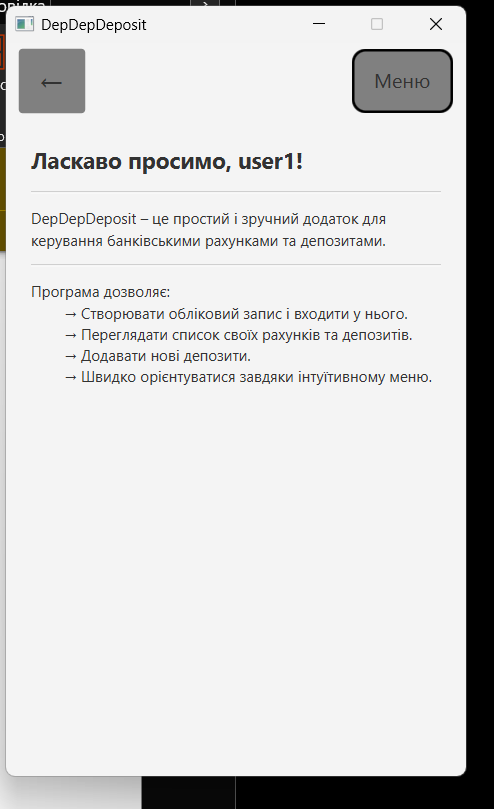 DepDepDeposit
←
Меню
Ласкаво просимо, user1!
DepDepDeposit – це простий і зручний додаток для
керування банківськими рахунками та депозитами.
Програма дозволяє:
→ Створювати обліковий запис і входити у нього.
→ Переглядати список своїх рахунків та депозитів.
→ Додавати нові депозити.
→ Швидко орієнтуватися завдяки інтуїтивному меню.